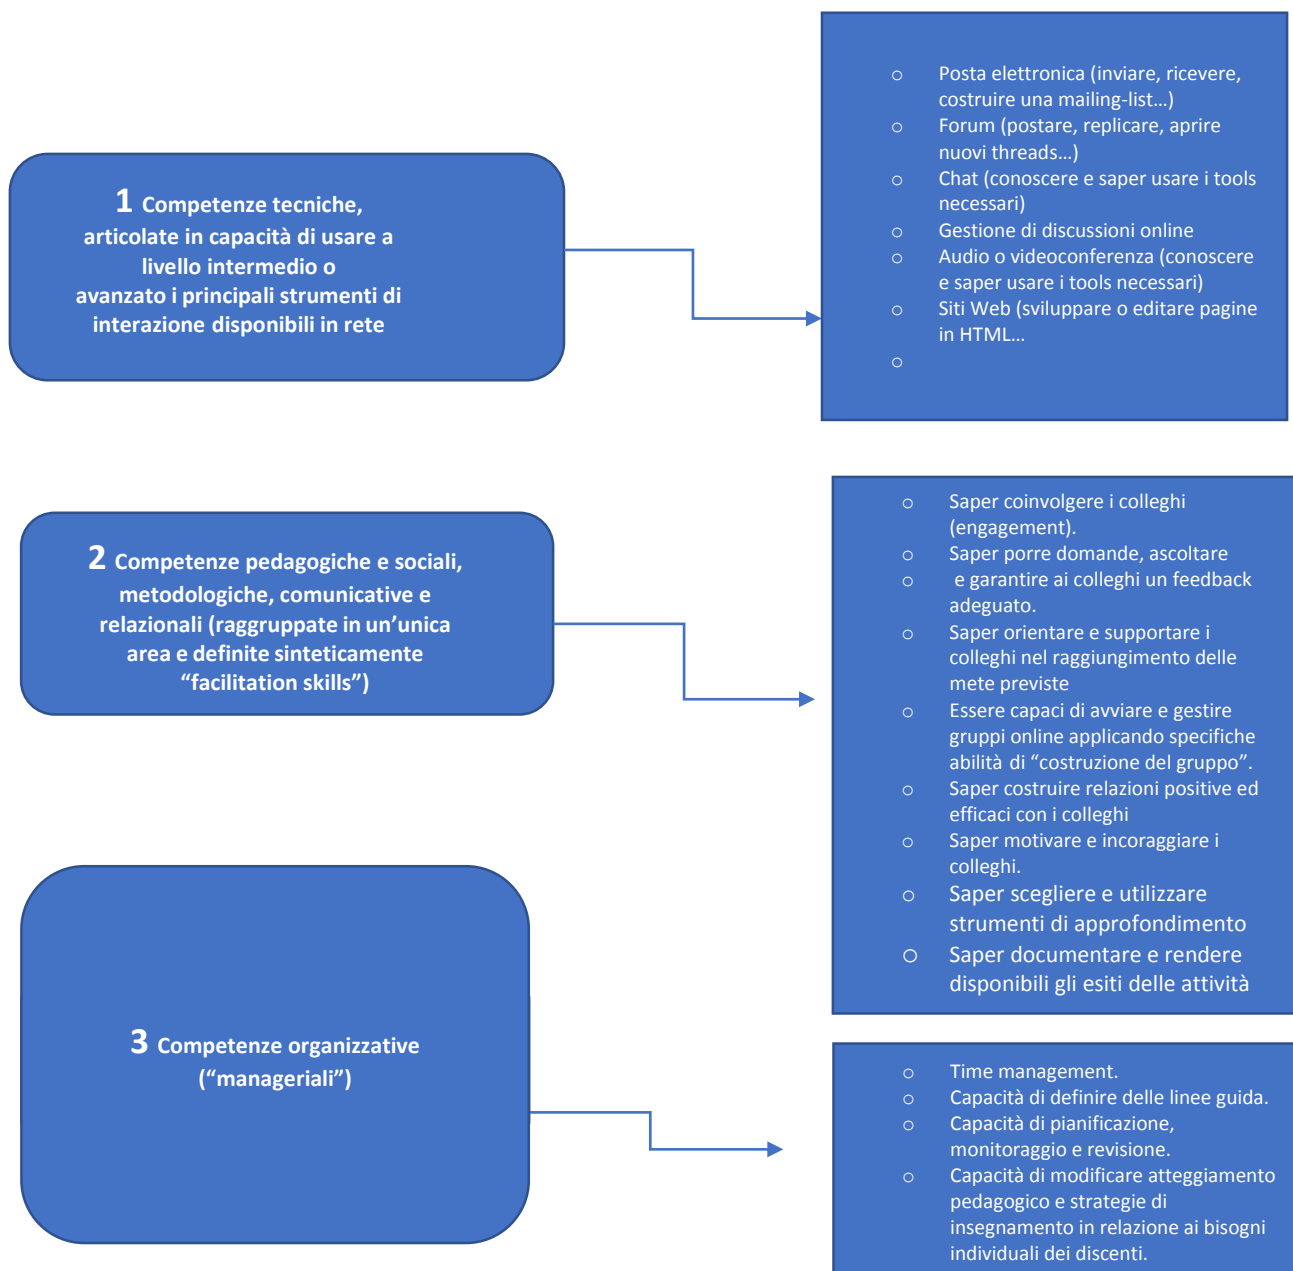 1 Competenze tecniche,
articolate in capacità di usare a
livello intermedio o
avanzato i principali strumenti di
interazione disponibili in rete
o Posta elettronica (inviare, ricevere,
costruire una mailing-list…)
o Forum (postare, replicare, aprire
nuovi threads…)
o Chat (conoscere e saper usare i tools
necessari)
o Gestione di discussioni online
o Audio o videoconferenza (conoscere
e saper usare i tools necessari)
o Siti Web (sviluppare o editare pagine
in HTML…
o
2 Competenze pedagogiche e sociali,
metodologiche, comunicative e
relazionali (raggruppate in un’unica
area e definite sinteticamente
“facilitation skills”)
o Saper coinvolgere i colleghi
(engagement).
o Saper porre domande, ascoltare
o e garantire ai colleghi un feedback
adeguato.
o Saper orientare e supportare i
colleghi nel raggiungimento delle
mete previste
o Essere capaci di avviare e gestire
gruppi online applicando specifiche
abilità di “costruzione del gruppo”.
o Saper costruire relazioni positive ed
efficaci con i colleghi
o Saper motivare e incoraggiare i
colleghi.
o Saper scegliere e utilizzare
strumenti di approfondimento
o Saper documentare e rendere
disponibili gli esiti delle attività
3 Competenze organizzative
(“manageriali”)
o Time management.
o Capacità di definire delle linee guida.
o Capacità di pianificazione,
monitoraggio e revisione.
o Capacità di modificare atteggiamento
pedagogico e strategie di
insegnamento in relazione ai bisogni
individuali dei discenti.